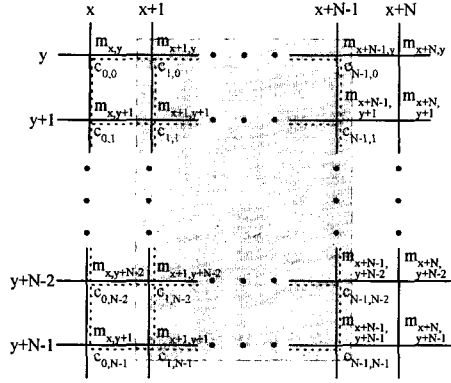 x x+1 x+N-1 x+N
y m_{x,y} m_{x+1,y} m_{x+N-1,y} m_{x+N,y}
c_{0,0} c_{1,0} c_{N-1,0}
y+1 m_{x,y+1} m_{x+1,y+1} m_{x+N-1,y+1} m_{x+N,y+1}
c_{0,1} c_{1,1} c_{N-1,1}
y+N-2 m_{x,y+N-2} m_{x+1,y+N-2} m_{x+N-1,y+N-2} m_{x+N,y+N-2}
c_{0,N-2} c_{1,N-2} c_{N-1,N-2}
y+N-1 m_{x,y+1} m_{x+1,y+1} m_{x+N-1,y+N-1} m_{x+N,y+N-1}
c_{0,N-1} c_{1,N-1} c_{N-1,N-1}